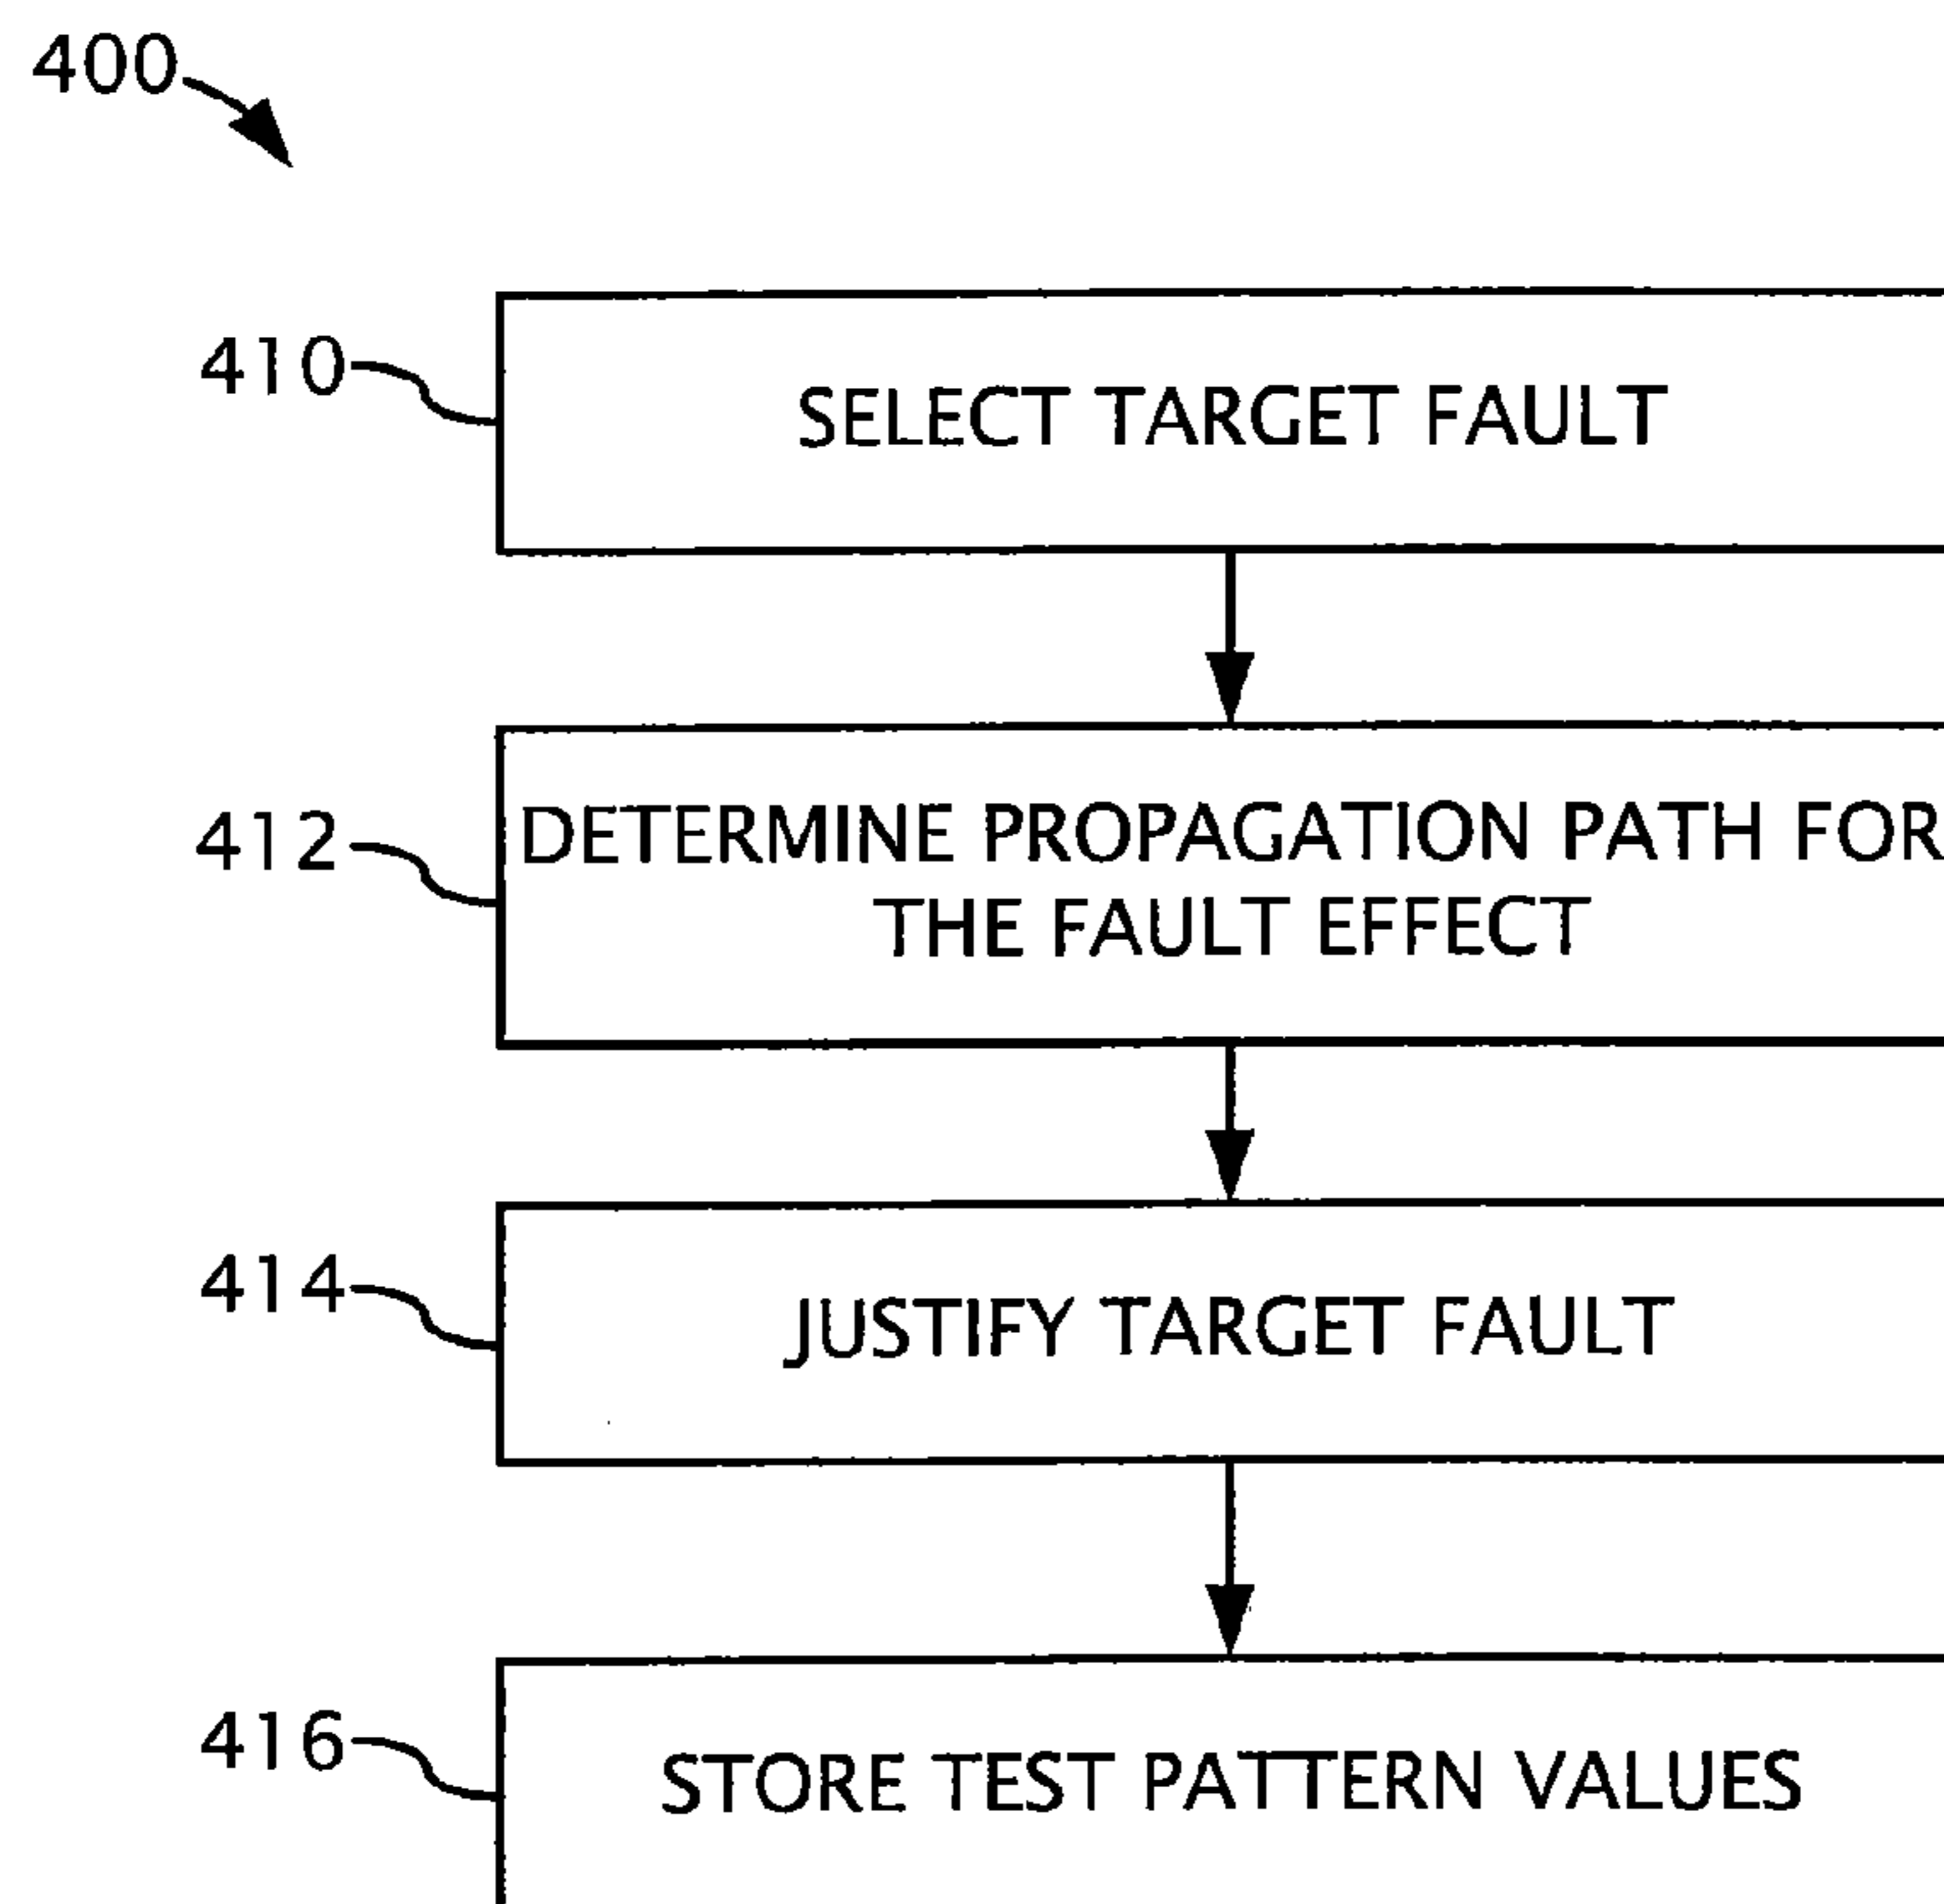 400
410
SELECT TARGET FAULT
412
DETERMINE PROPAGATION PATH FOR
THE FAULT EFFECT
414
JUSTIFY TARGET FAULT
416
STORE TEST PATTERN VALUES